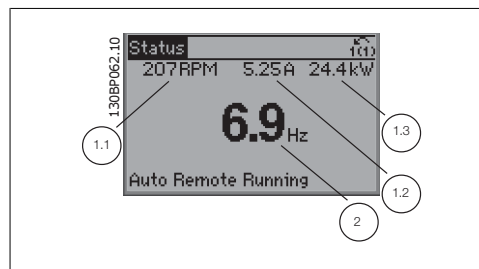 130BP062.10
Status
1(1)
207RPM 5.25A 24.4kW
6.9Hz
Auto Remote Running
1.1
1.3
1.2
2